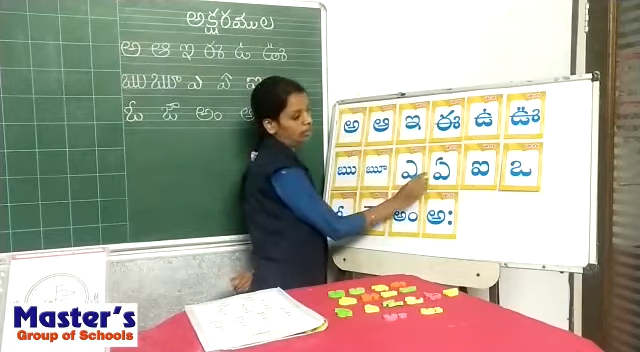 అక్షరముల
అ ఆ ఇ ఈ ఉ ఊ
ఋ ౠ ఎ ఏ ఐ
ఓ ఔ అం
అ ఆ ఇ ఈ ఉ ఊ
ఋ ౠ ఎ ఏ ఐ ఒ
ఓ అం అః
Master's
Group of Schools